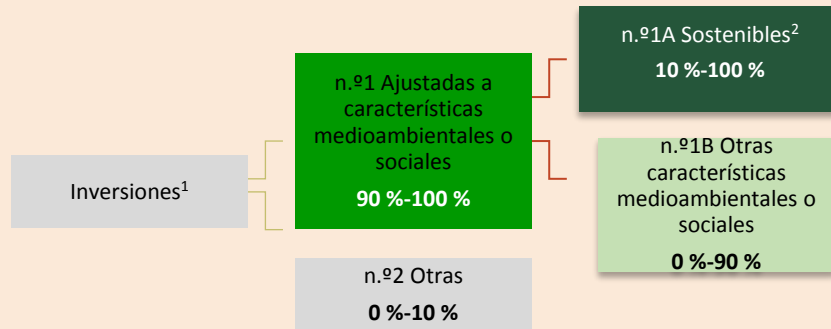 Inversiones¹
n.º1 Ajustadas a
características
medioambientales o
sociales
90 %-100 %
n.º2 Otras
0 %-10 %
n.º1A Sostenibles²
10 %-100 %
n.º1B Otras
características
medioambientales o
sociales
0 %-90 %